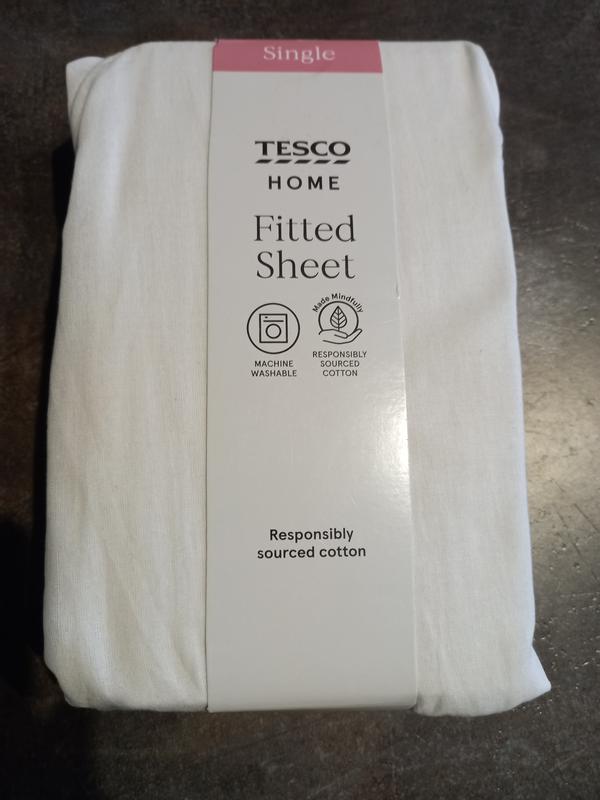 Single
TESCO
HOME
Fitted
Sheet
Made Mindfully
MACHINE
WASHABLE
RESPONSIBLY
SOURCED
COTTON
Responsibly
sourced cotton